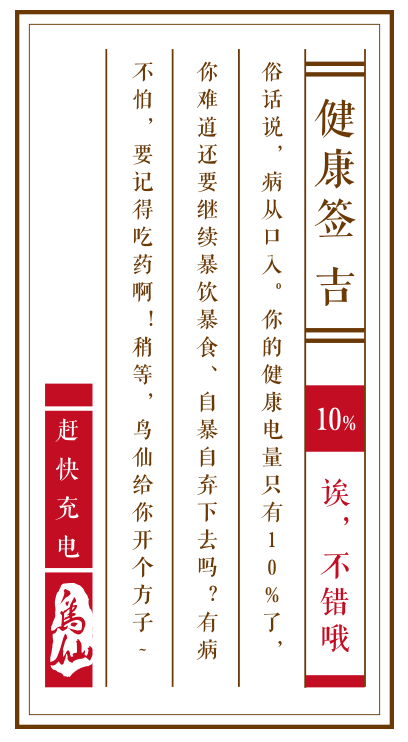 健康签 吉
10%
诶，不错哦
俗话说，病从口入。你的健康电量只有10%了，
你难道还要继续暴饮暴食、自暴自弃下去吗？有病
不怕，要记得吃药啊！稍等，鸟仙给你开个方子~
赶快充电
鸟仙